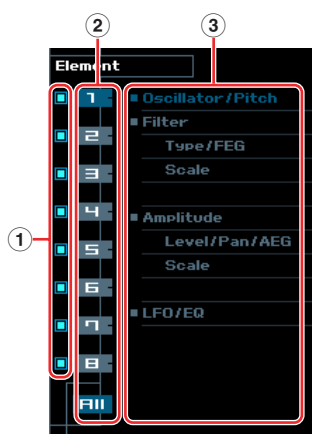 ② ③
Element
1 Oscillator/Pitch
Filter
2
Type/FEG
3 Scale
4 Amplitude
①
Level/Pan/AEG
5
Scale
6
LFO/EQ
7
8
All